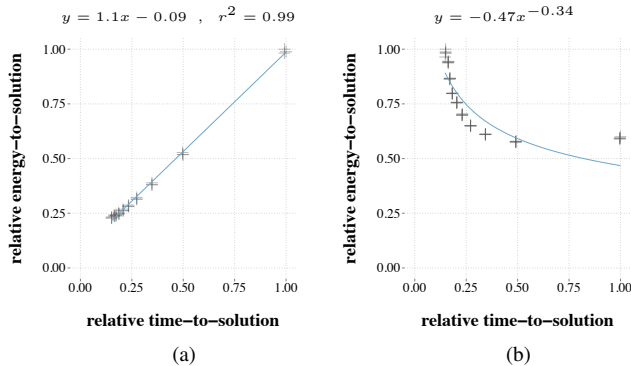 y = 1.1x − 0.09 , r² = 0.99
relative energy−to−solution
1.00
0.75
0.50
0.25
0.00
0.00 0.25 0.50 0.75 1.00
relative time−to−solution
(a)
y = −0.47x^−0.34
relative energy−to−solution
1.00
0.75
0.50
0.25
0.00
0.00 0.25 0.50 0.75 1.00
relative time−to−solution
(b)